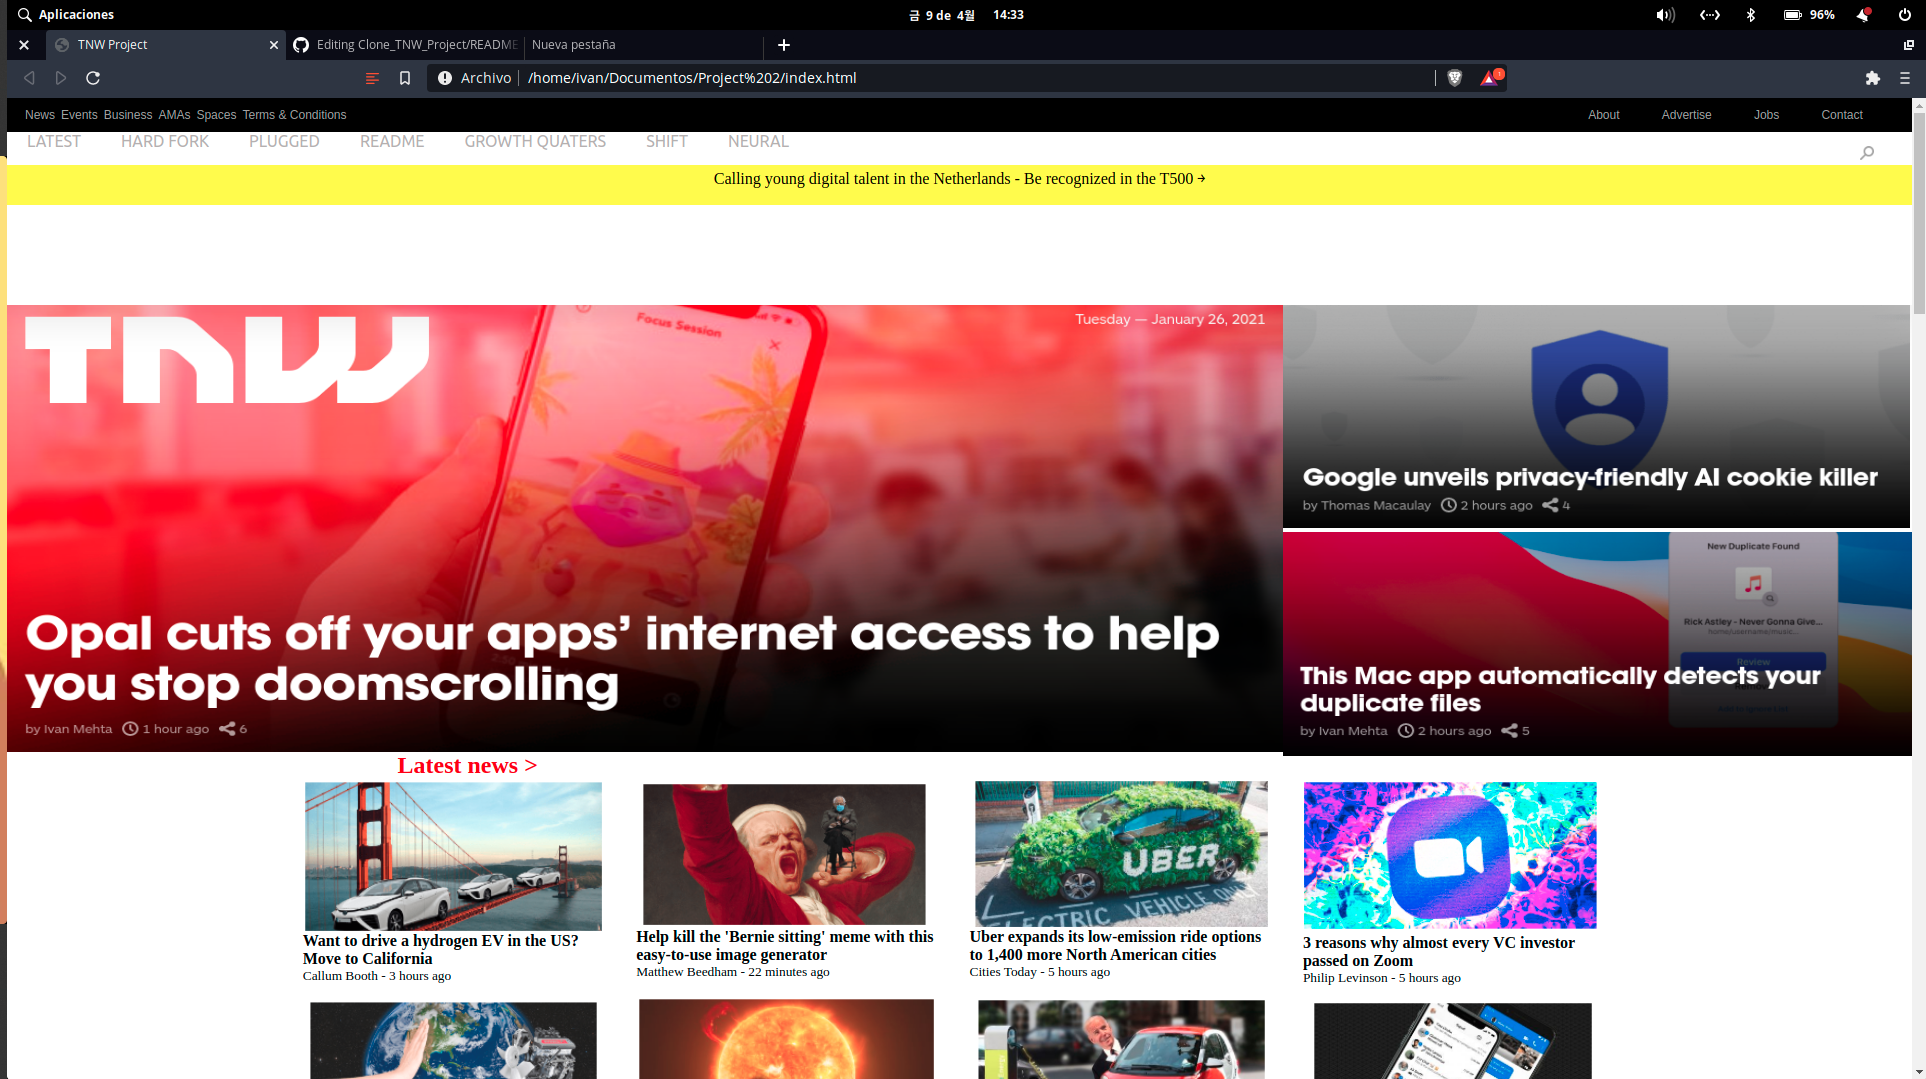 Aplicaciones
금 9 de 4월 14:33
96%
TNW Project
Editing Clone_TNW_Project/README
Nueva pestaña
Archivo /home/ivan/Documentos/Project%202/index.html
News Events Business AMAs Spaces Terms & Conditions
About Advertise Jobs Contact
LATEST HARD FORK PLUGGED README GROWTH QUATERS SHIFT NEURAL
Calling young digital talent in the Netherlands - Be recognized in the T500 →
TNW
Focus Session
Tuesday — January 26, 2021
Opal cuts off your apps’ internet access to help
you stop doomscrolling
by Ivan Mehta 1 hour ago 6
Google unveils privacy-friendly AI cookie killer
by Thomas Macaulay 2 hours ago 4
New Duplicate Found
Rick Astley - Never Gonna Give...
home/username/music...
Review
This Mac app automatically detects your
duplicate files
by Ivan Mehta 2 hours ago 5
Latest news >
UBER
ELECTRIC VEHICLE ONLY
Want to drive a hydrogen EV in the US?
Move to California
Callum Booth - 3 hours ago
Help kill the 'Bernie sitting' meme with this
easy-to-use image generator
Matthew Beedham - 22 minutes ago
Uber expands its low-emission ride options
to 1,400 more North American cities
Cities Today - 5 hours ago
3 reasons why almost every VC investor
passed on Zoom
Philip Levinson - 5 hours ago